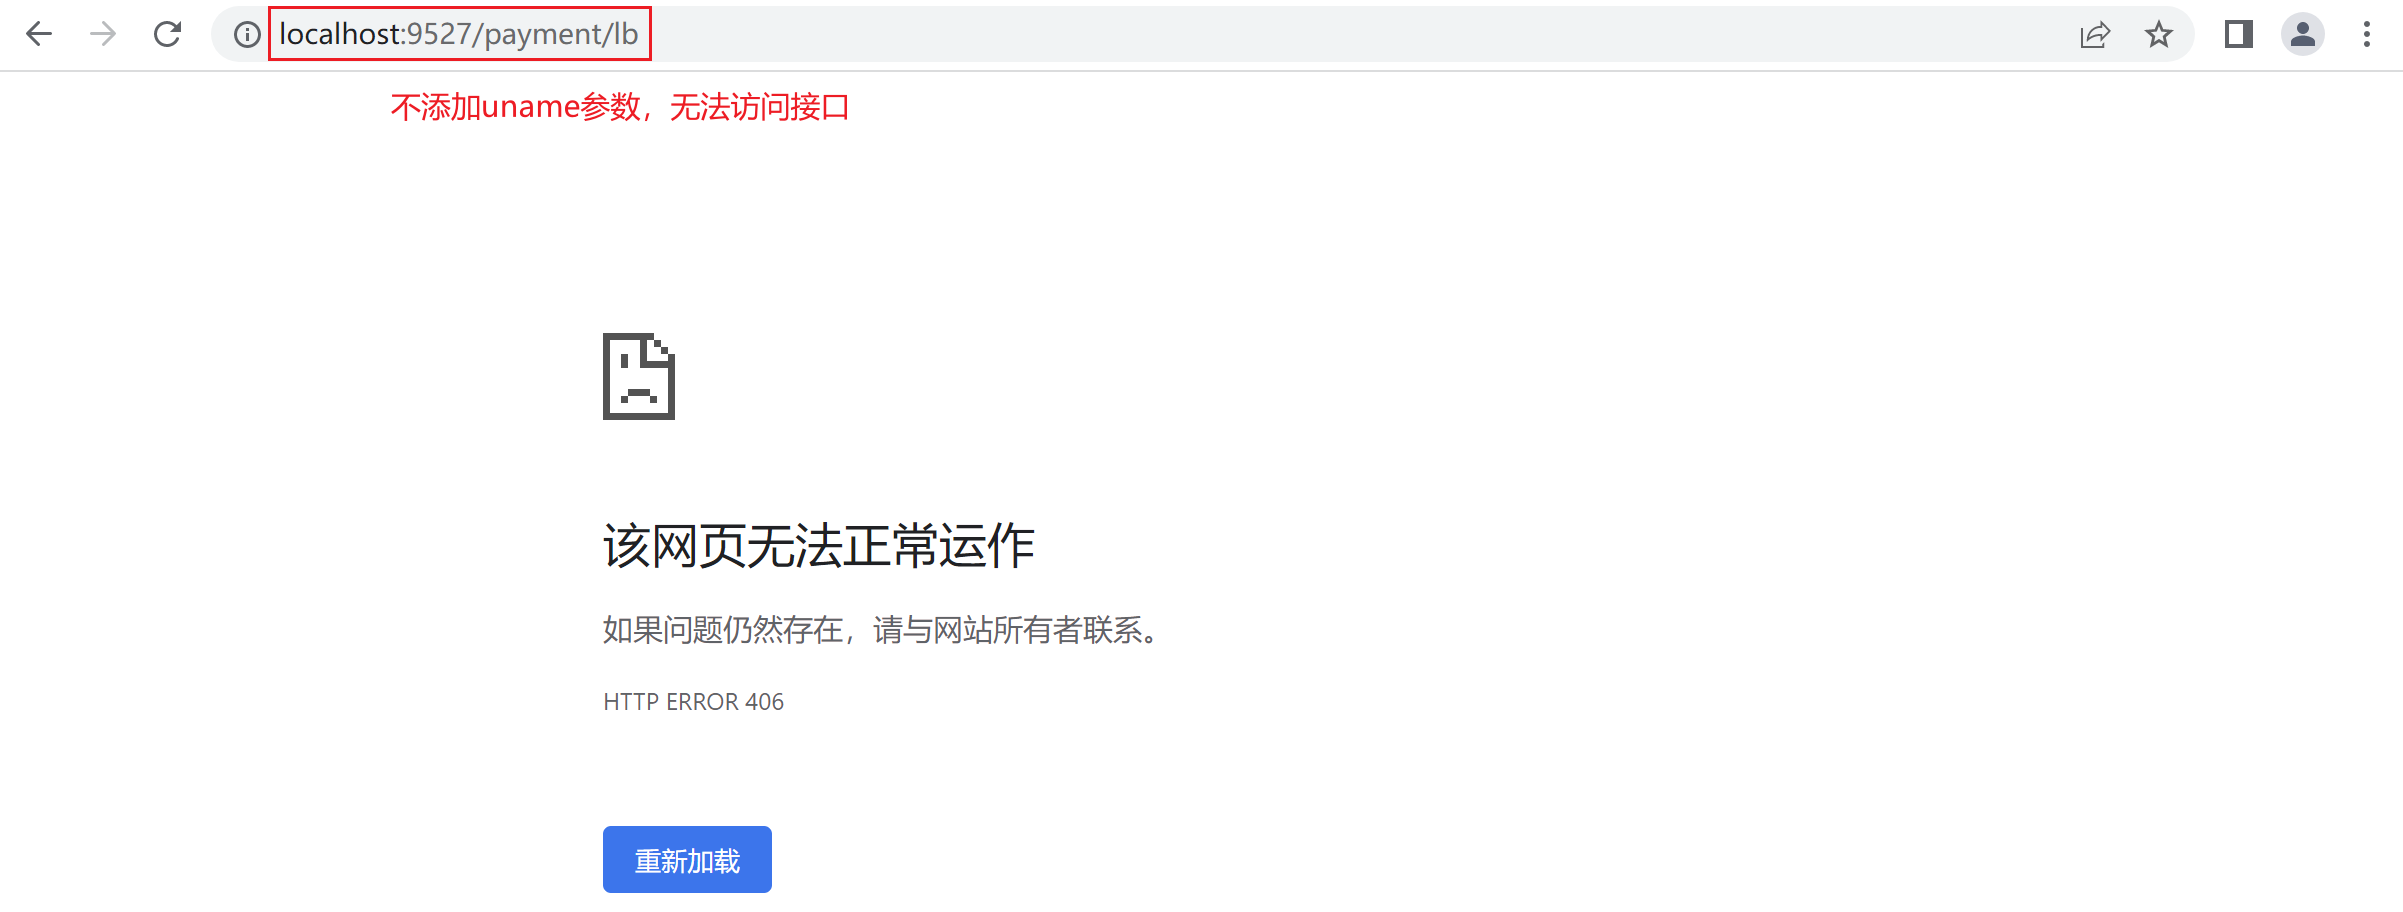 localhost:9527/payment/lb
不添加uname参数，无法访问接口
该网页无法正常运作
如果问题仍然存在，请与网站所有者联系。
HTTP ERROR 406
重新加载